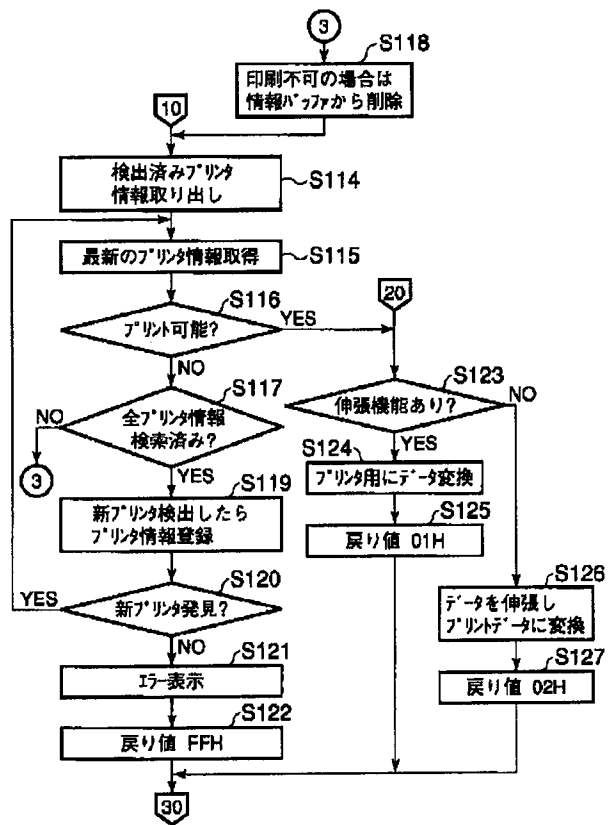 3
S118
印刷不可の場合は
情報ﾊﾞｯﾌｧから削除
10
検出済みﾌﾟﾘﾝﾀ
情報取り出し
S114
最新のﾌﾟﾘﾝﾀ情報取得
S115
S116
ﾌﾟﾘﾝﾄ可能?
YES
NO
20
S117
全ﾌﾟﾘﾝﾀ情報
検索済み?
NO
3
YES
S123
伸張機能あり?
NO
YES
S124
ﾌﾟﾘﾝﾀ用にﾃﾞｰﾀ変換
S125
戻り値 01H
S119
新ﾌﾟﾘﾝﾀ検出したら
ﾌﾟﾘﾝﾀ情報登録
S120
YES
新ﾌﾟﾘﾝﾀ発見?
NO
S126
ﾃﾞｰﾀを伸張し
ﾌﾟﾘﾝﾄﾃﾞｰﾀに変換
S127
戻り値 02H
S121
ｴﾗｰ表示
S122
戻り値 FFH
30